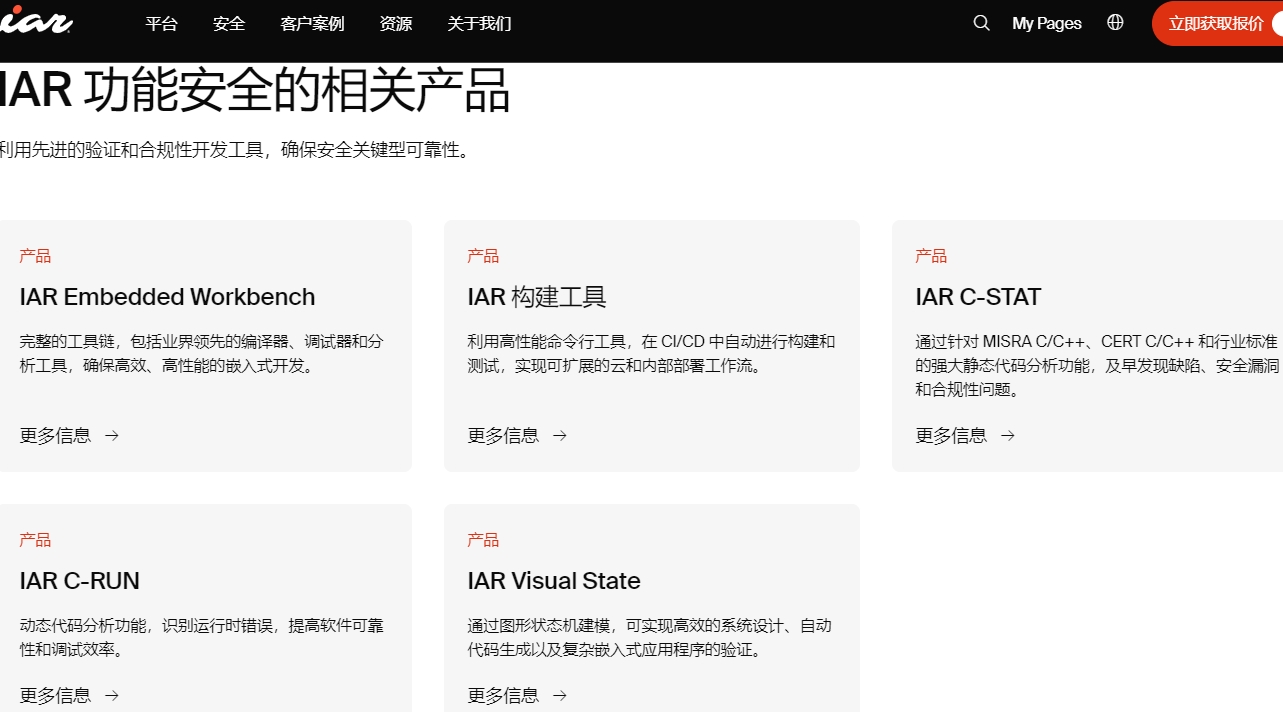 iar
平台 安全 客户案例 资源 关于我们 My Pages 立即获取报价
IAR 功能安全的相关产品
利用先进的验证和合规性开发工具，确保安全关键型可靠性。
产品
IAR Embedded Workbench
完整的工具链，包括业界领先的编译器、调试器和分
析工具，确保高效、高性能的嵌入式开发。
更多信息 →
产品
IAR 构建工具
利用高性能命令行工具，在 CI/CD 中自动进行构建和
测试，实现可扩展的云和内部部署工作流。
更多信息 →
产品
IAR C-STAT
通过针对 MISRA C/C++、CERT C/C++ 和行业标准
的强大静态代码分析功能，及早发现缺陷、安全漏洞
和合规性问题。
更多信息 →
产品
IAR C-RUN
动态代码分析功能，识别运行时错误，提高软件可靠
性和调试效率。
更多信息 →
产品
IAR Visual State
通过图形状态机建模，可实现高效的系统设计、自动
代码生成以及复杂嵌入式应用程序的验证。
更多信息 →